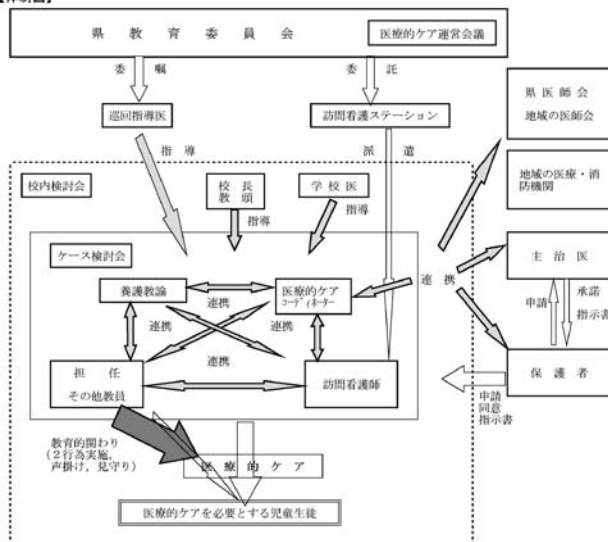 県教育委員会
医療的ケア運営会議
委嘱
委託
巡回指導医
訪問看護ステーション
県医師会
地域の医師会
指導
派遣
校内検討会
校長
教頭
学校医
地域の医療・消
防機関
指導
指導
ケース検討会
主治医
養護教諭
連携
医療的ケア
コーディネーター
連携
申請
承諾
指示書
連携
連携
連携
担任
その他教員
訪問看護師
保護者
申請
同意
指示書
教育的関わり
(2行為実施,
声掛け,見守り)
医療的ケア
医療的ケアを必要とする児童生徒